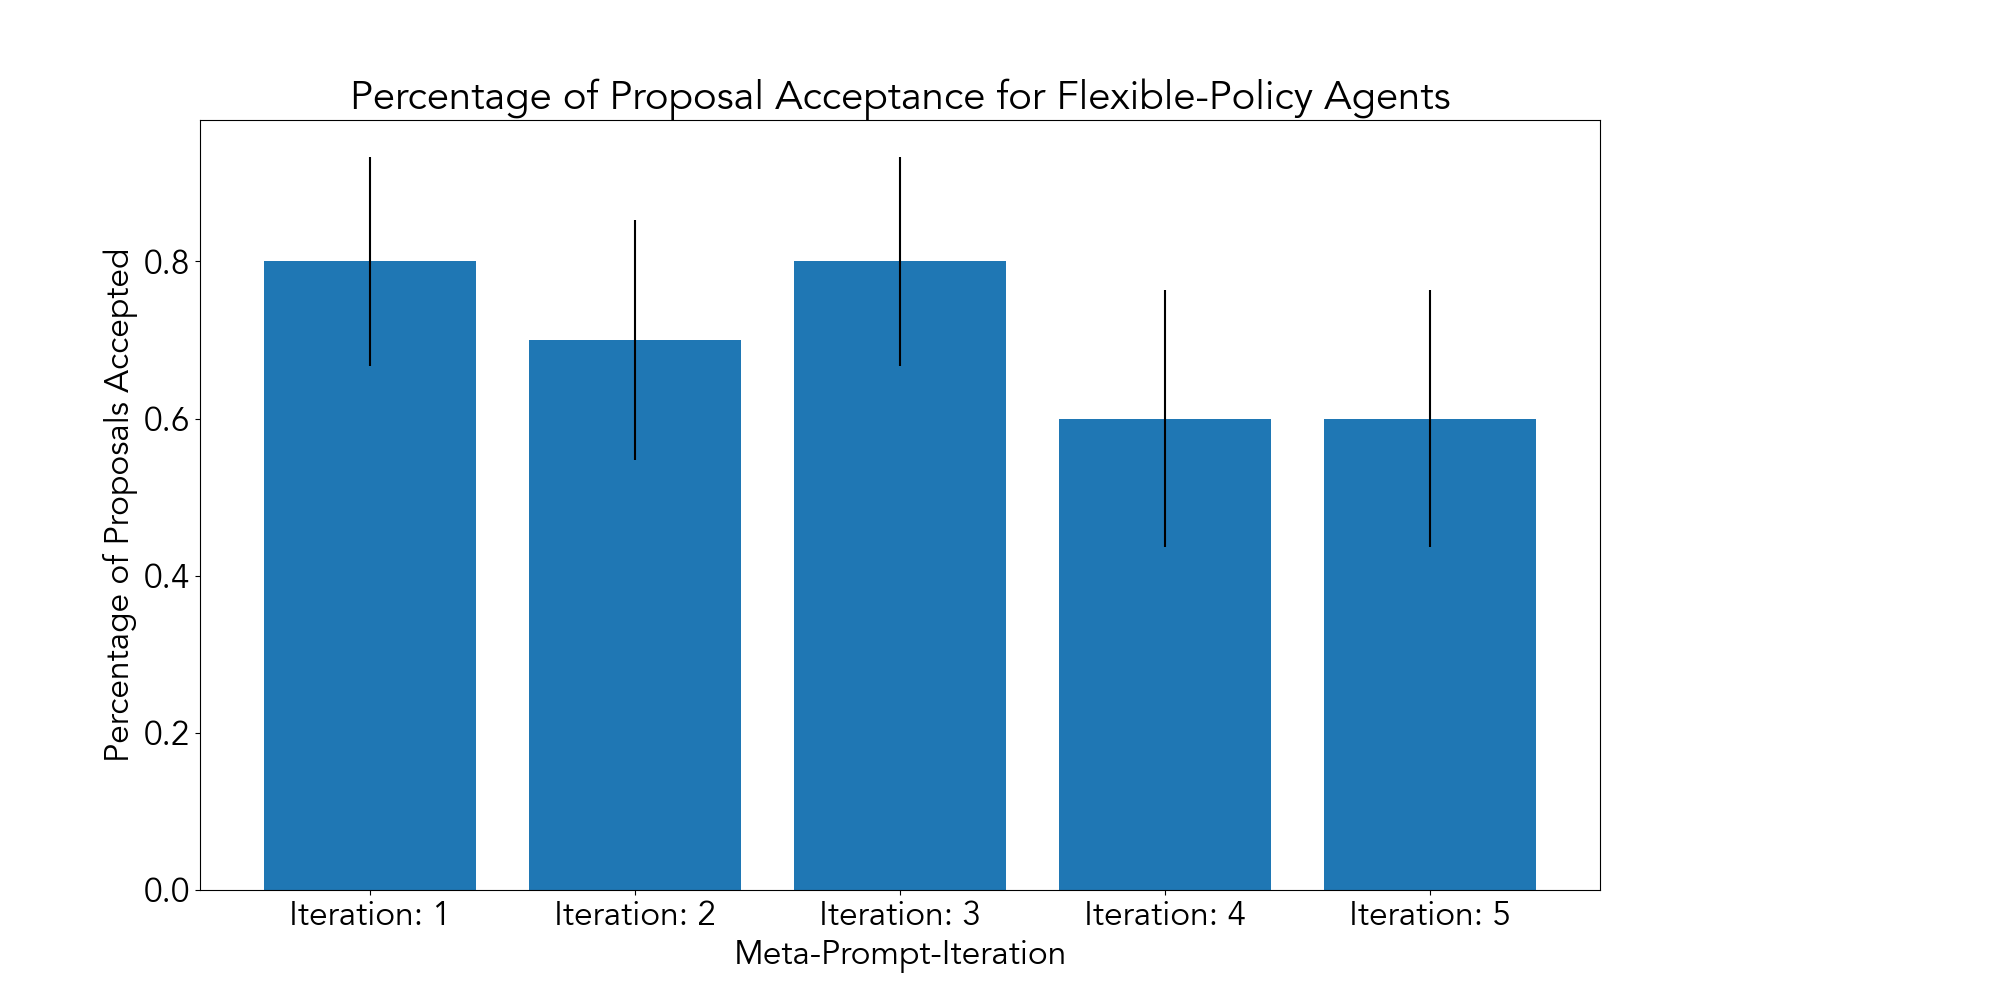 Percentage of Proposal Acceptance for Flexible-Policy Agents
Percentage of Proposals Accepted
0.8
0.6
0.4
0.2
0.0
Iteration: 1
Iteration: 2
Iteration: 3
Iteration: 4
Iteration: 5
Meta-Prompt-Iteration